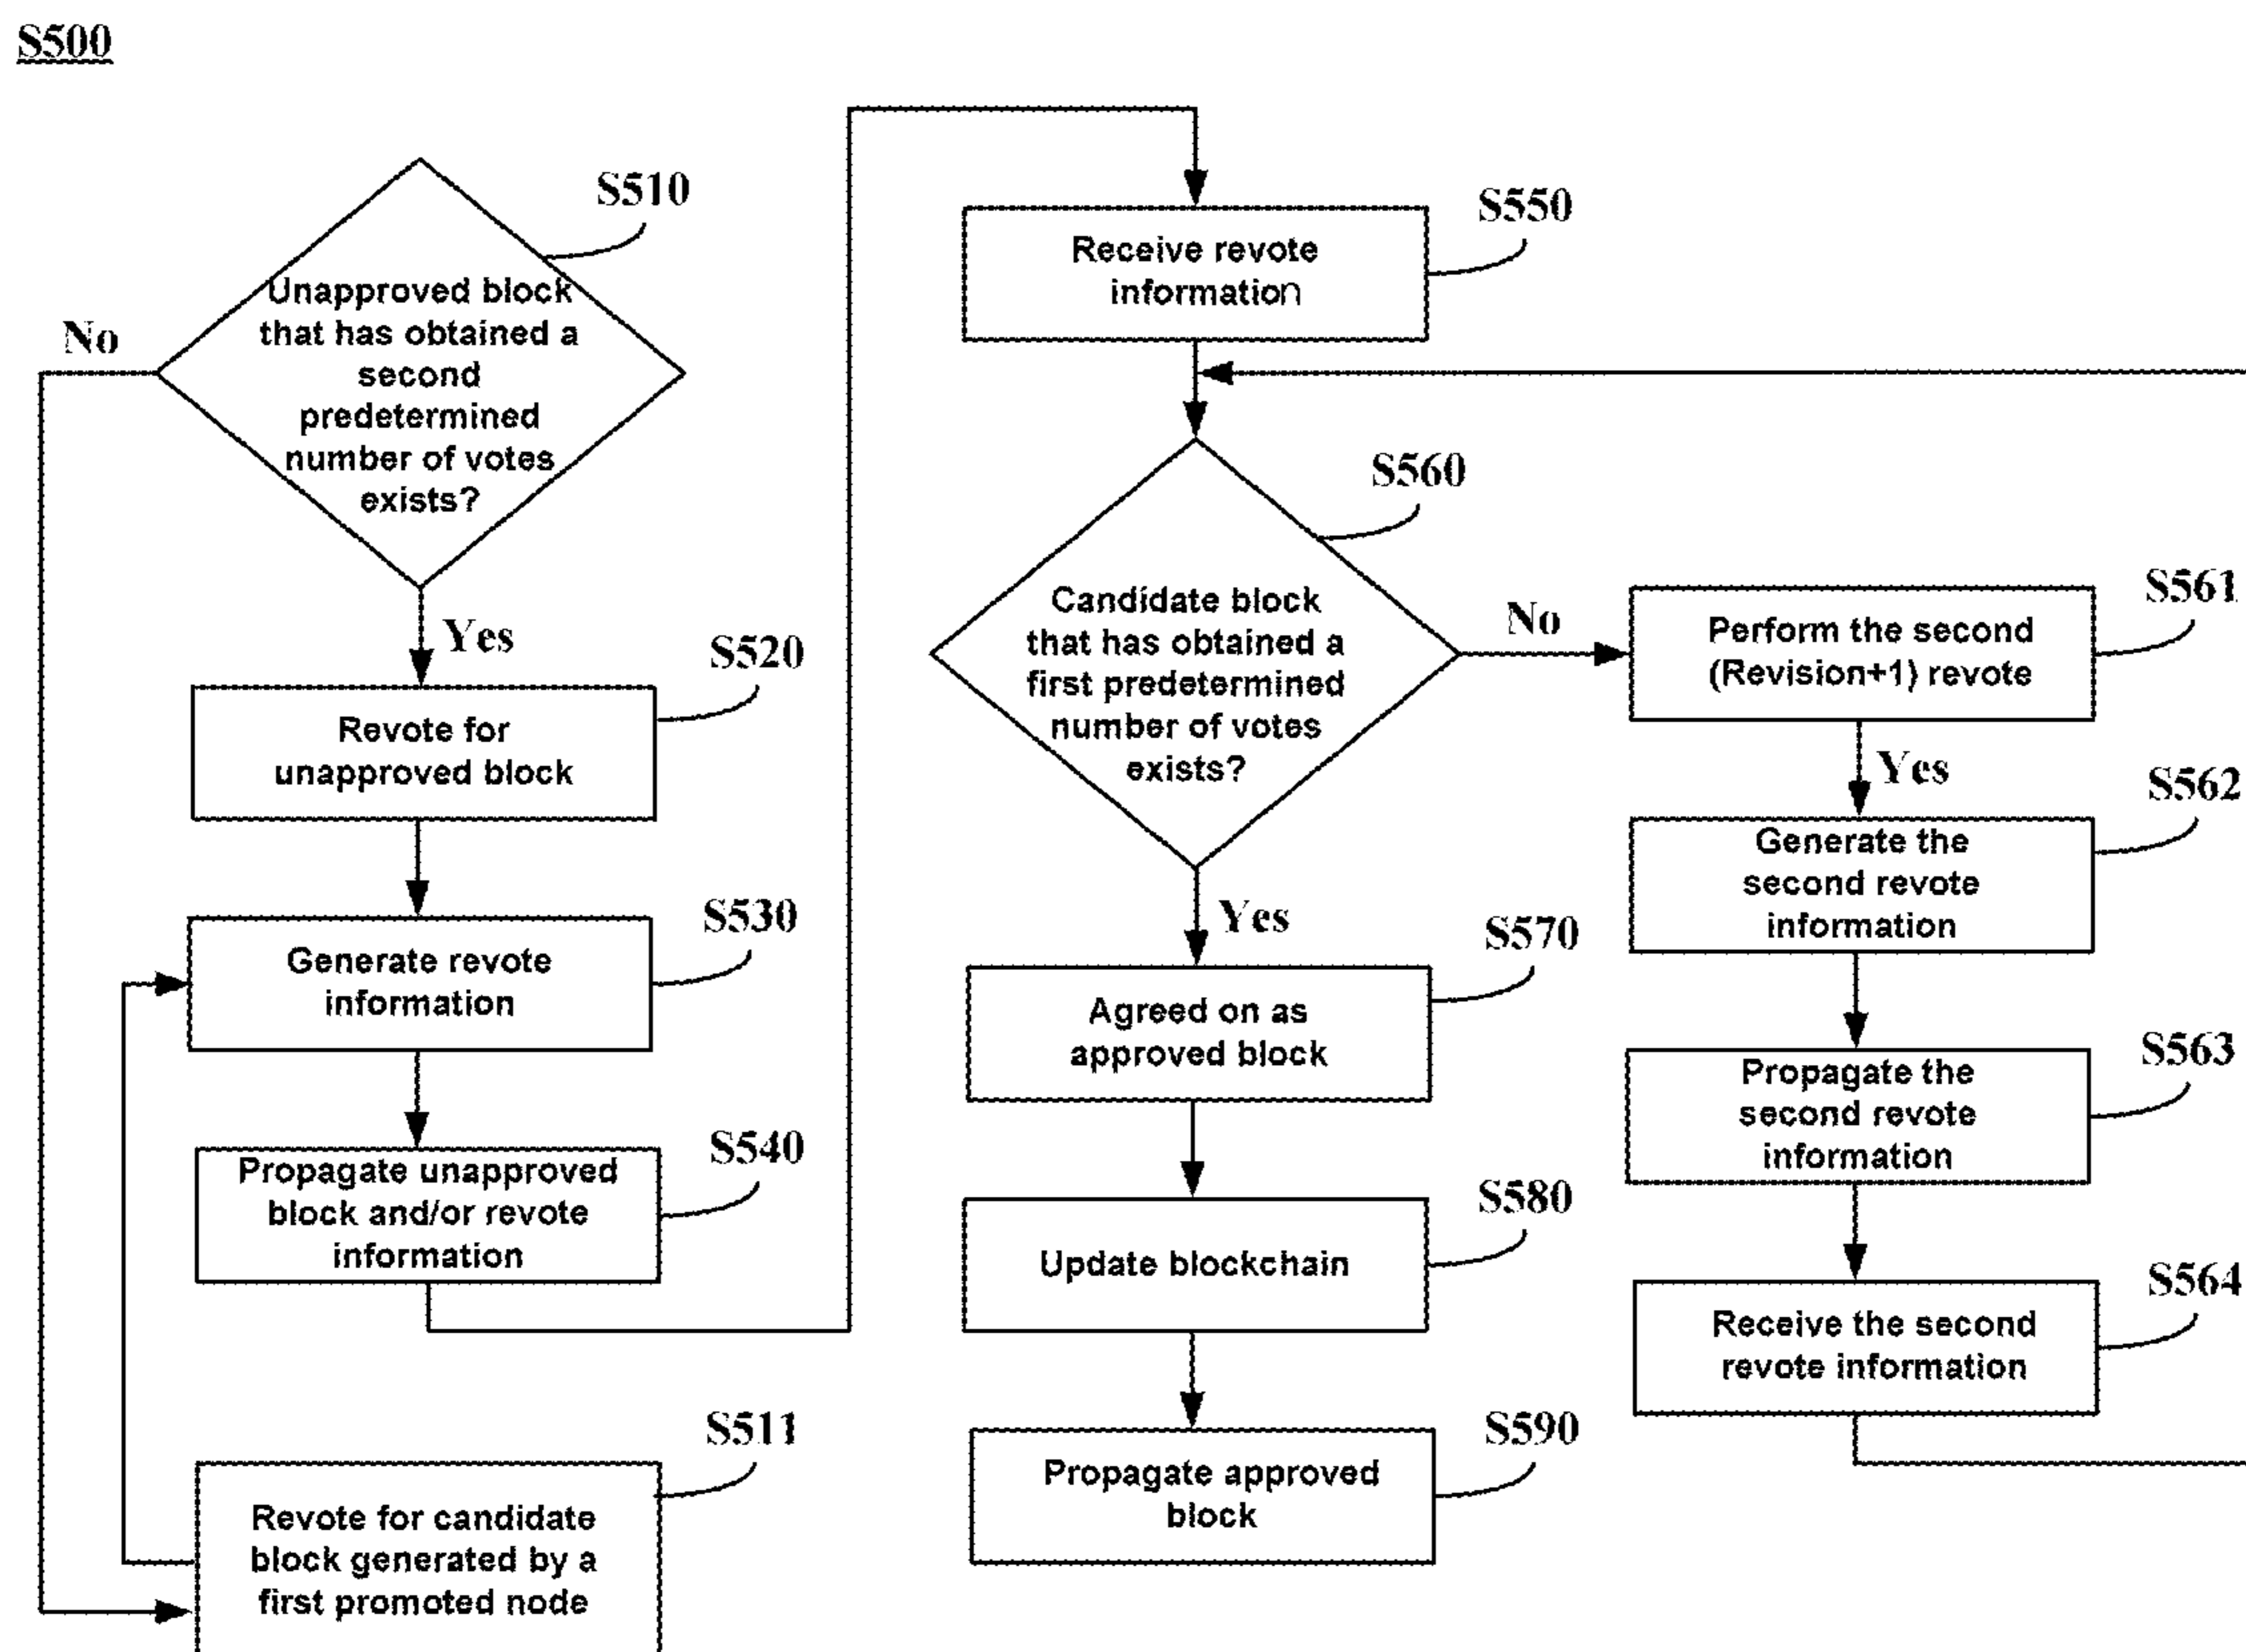 S500
S510
Unapproved block
that has obtained a
second
predetermined
number of votes
exists?
No
Yes
S520
Revote for
unapproved block
S530
Generate revote
information
S540
Propagate unapproved
block and/or revote
information
S511
Revote for candidate
block generated by a
first promoted node
S550
Receive revote
information
S560
Candidate block
that has obtained a
first predetermined
number of votes
exists?
No
Yes
S570
Agreed on as
approved block
S580
Update blockchain
S590
Propagate approved
block
S561
Perform the second
(Revision+1) revote
Yes
S562
Generate the
second revote
information
S563
Propagate the
second revote
information
S564
Receive the second
revote information